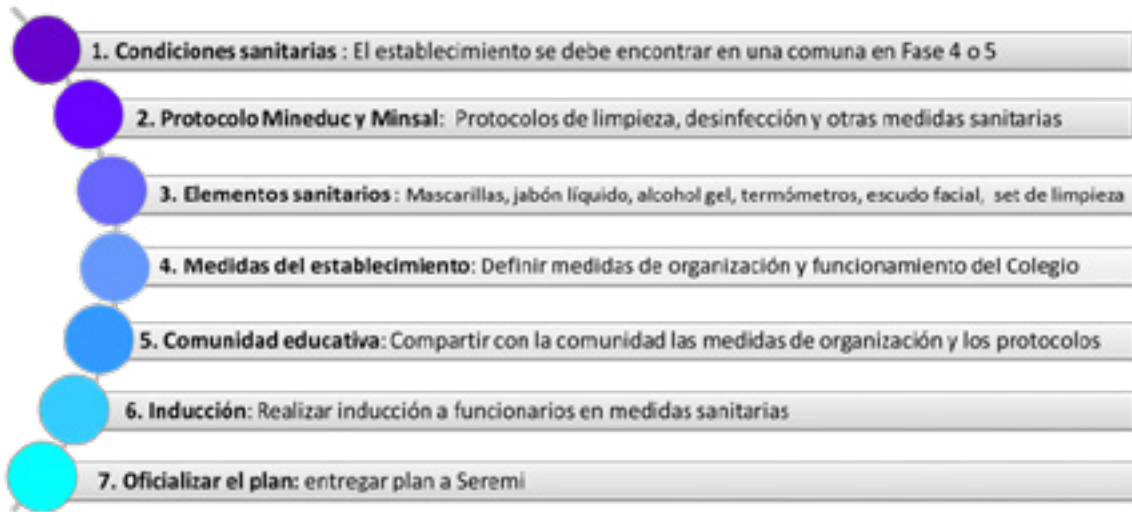 1. Condiciones sanitarias : El establecimiento se debe encontrar en una comuna en Fase 4 o 5
2. Protocolo Mineduc y Minsal: Protocolos de limpieza, desinfección y otras medidas sanitarias
3. Elementos sanitarios : Mascarillas, jabón líquido, alcohol gel, termómetros, escudo facial, set de limpieza
4. Medidas del establecimiento: Definir medidas de organización y funcionamiento del Colegio
5. Comunidad educativa: Compartir con la comunidad las medidas de organización y los protocolos
6. Inducción: Realizar inducción a funcionarios en medidas sanitarias
7. Oficializar el plan: entregar plan a Seremi